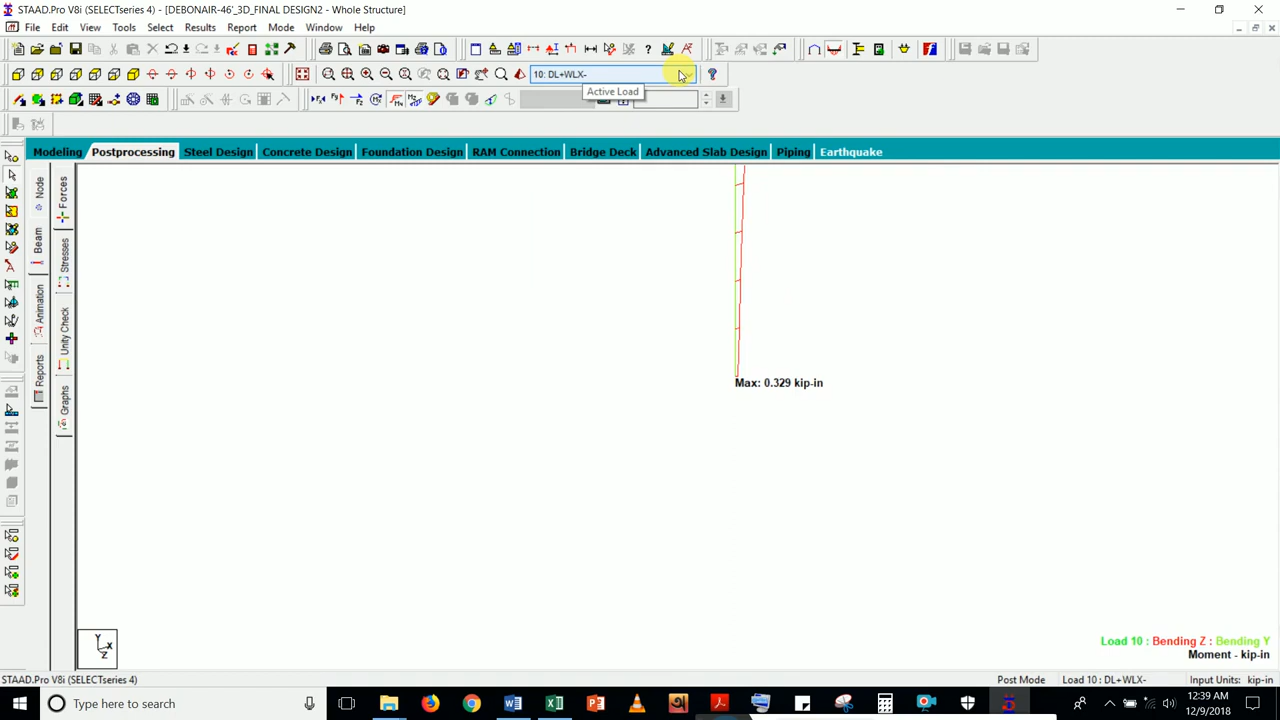 STAAD.Pro V8i (SELECTseries 4) - [DEBONAIR-46'_3D_FINAL DESIGN2 - Whole Structure]
File Edit View Tools Select Results Report Mode Window Help
10: DL+WLX-
Active Load
Modeling Postprocessing Steel Design Concrete Design Foundation Design RAM Connection Bridge Deck Advanced Slab Design Piping Earthquake
Node
Beam
Animation
Reports
Forces
Stresses
Unity Check
Graphs
Max: 0.329 kip-in
Y
X
Z
Load 10 : Bending Z : Bending Y
Moment - kip-in
STAAD.Pro V8i (SELECTseries 4)
Post Mode
Load 10 : DL+WLX-
Input Units: kip-in
Type here to search
12:39 AM
12/9/2018